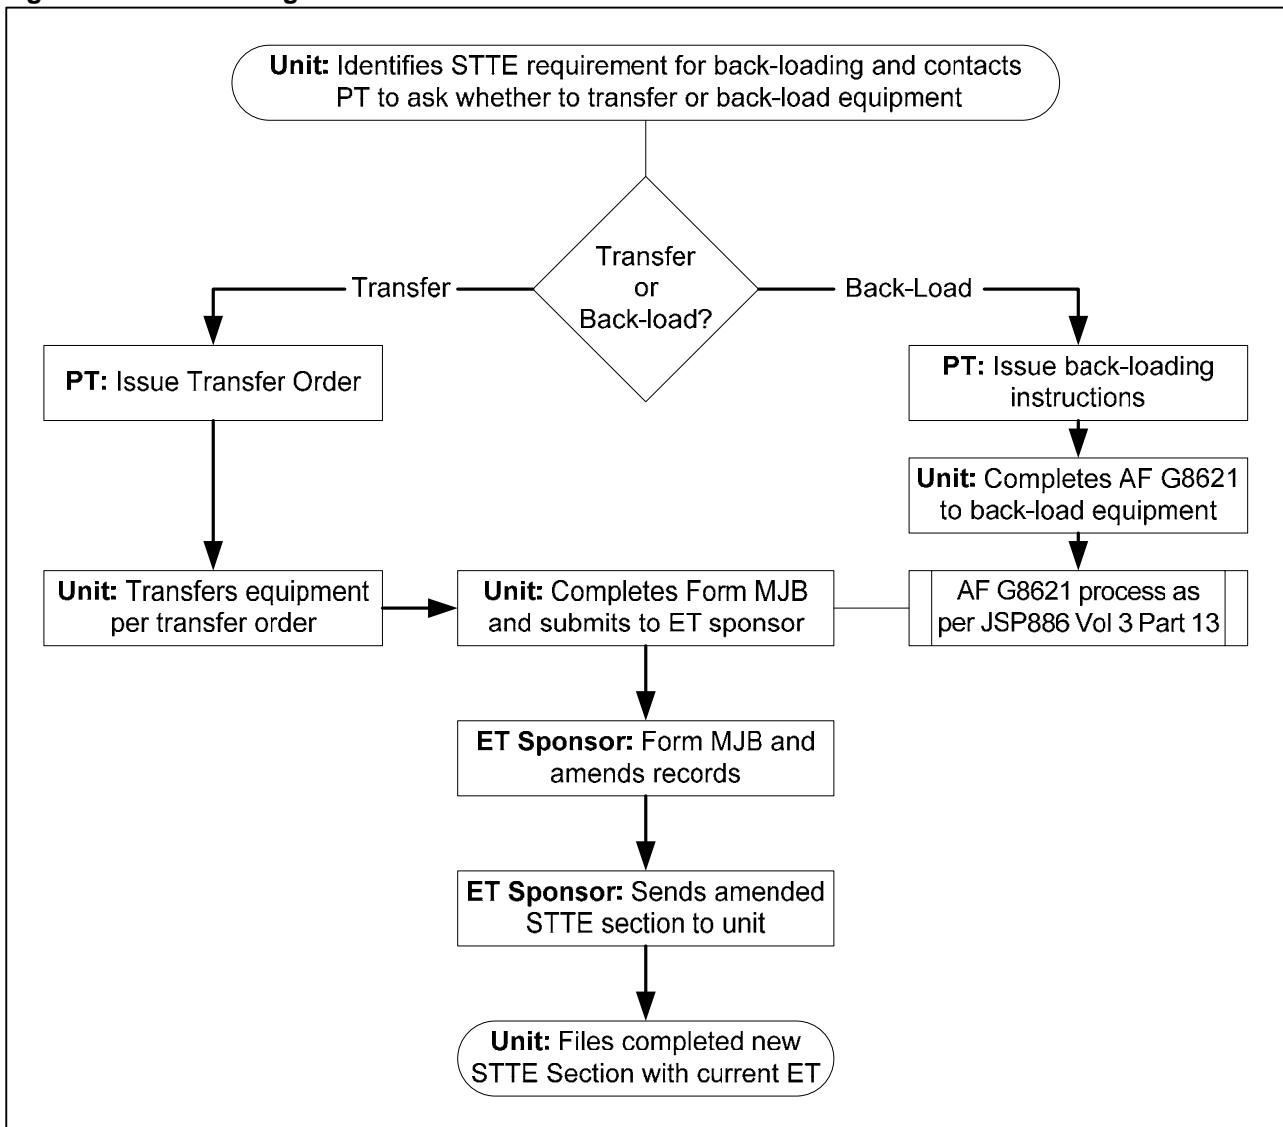 Unit: Identifies STTE requirement for back-loading and contacts
PT to ask whether to transfer or back-load equipment
Transfer
or
Back-load?
Transfer
Back-Load
PT: Issue Transfer Order
PT: Issue back-loading
instructions
Unit: Completes AF G8621
to back-load equipment
Unit: Transfers equipment
per transfer order
Unit: Completes Form MJB
and submits to ET sponsor
AF G8621 process as
per JSP886 Vol 3 Part 13
ET Sponsor: Form MJB and
amends records
ET Sponsor: Sends amended
STTE section to unit
Unit: Files completed new
STTE Section with current ET